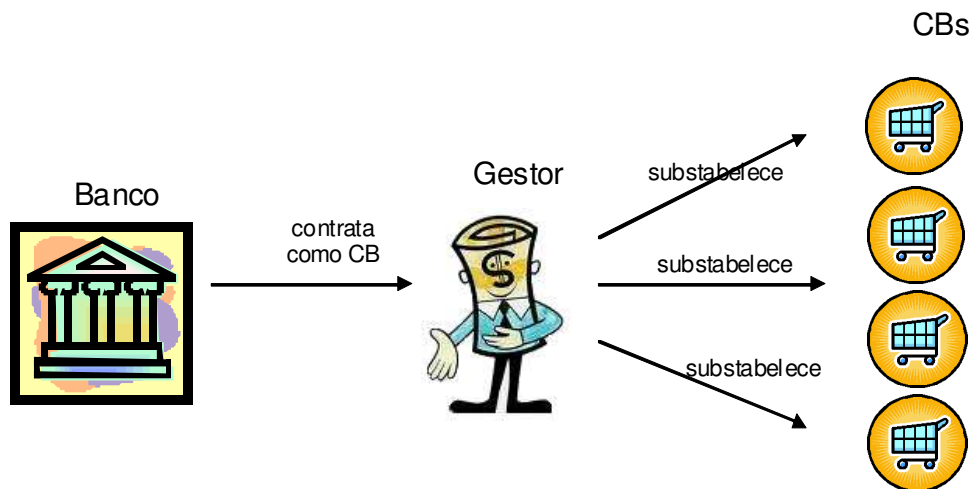 CBs
Banco
contrata
como CB
Gestor
substabelece
substabelece
substabelece